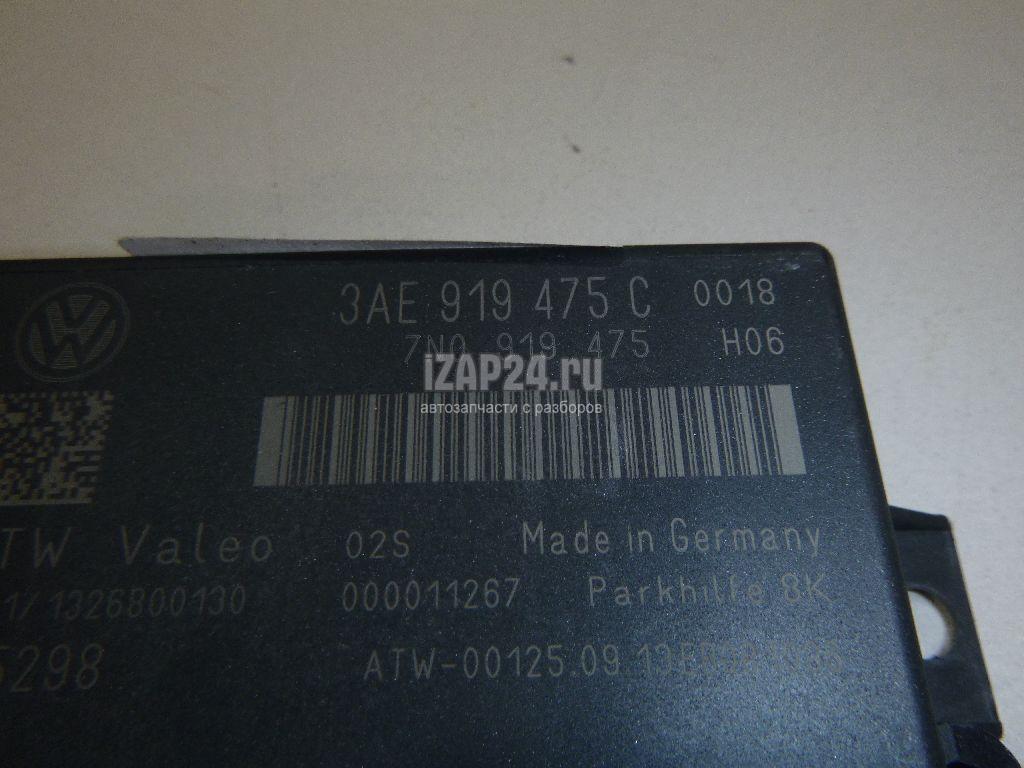 3AE 919 475 C 0018
7N0 919 475 H06
iZAP24.ru
автозапчасти с разборов
TW Valeo 02S Made in Germany
1/1326800130 000011267 Parkhilfe 8K
5298 ATW-00125.09.13